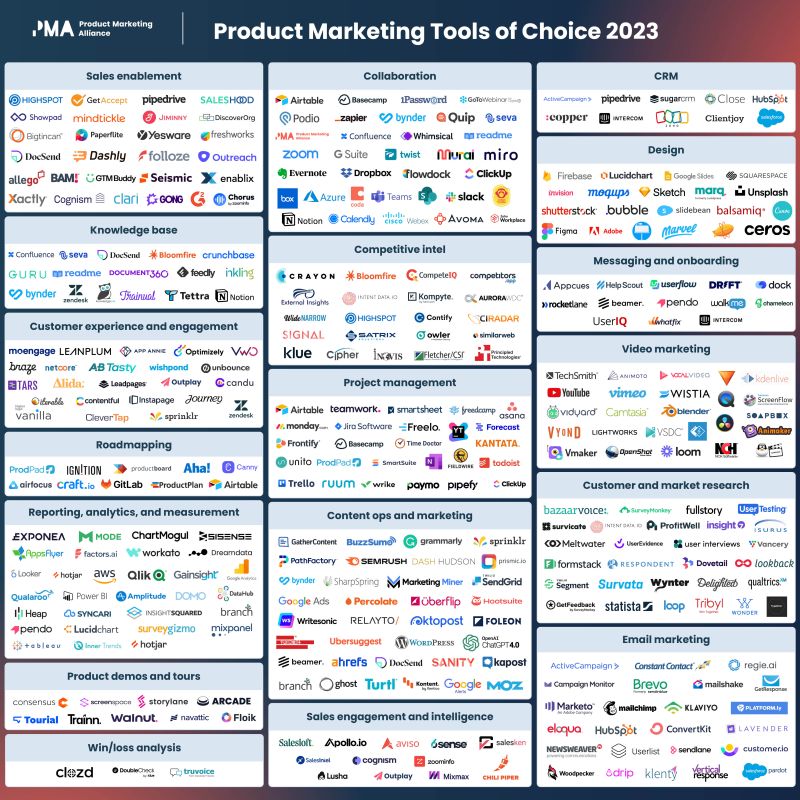 PMA Product Marketing
Alliance
Product Marketing Tools of Choice 2023
Sales enablement
HIGHSPOT GetAccept pipedrive SALESHOOD
Showpad mindtickle JIMINNY DiscoverOrg
Bigtincan Paperflite Yesware freshworks
DocSend Dashly folloze Outreach
allego BAM! GTM Buddy Seismic enablix
Xactly Cognism clari GONG G2 Chorus
by zoominfo
Knowledge base
Confluence seva DocSend Bloomfire crunchbase
GURU readme DOCUMENT360 feedly inkling
bynder zendesk Trainual Tettra Notion
Customer experience and engagement
moengage LEANPLUM APP ANNIE Optimizely VWO
braze netcore AB Tasty wishpond unbounce
TARS Alida Leadpages Outplay candu
iterable contentful Instapage Journey
vanilla CleverTap sprinklr zendesk
Roadmapping
ProdPad IGNITION productboard Aha! Canny
airfocus craft.io GitLab ProductPlan Airtable
Reporting, analytics, and measurement
EXPONEA MODE ChartMogul SISENSE
AppsFlyer factors.ai workato Dreamdata
Looker hotjar aws Qlik Gainsight Google Analytics
Qualaroo Power BI Amplitude DOMO DataHub
Heap SYNCARI INSIGHTSQUARED branch
pendo Lucidchart surveygizmo mixpanel
tableau Inner Trends hotjar
Product demos and tours
consensus screenspace storylane ARCADE
Tourial Trainn Walnut. navattic Floik
Win/loss analysis
clozd DoubleCheck truvoice
Collaboration
Airtable Basecamp 1Password GoToWebinar
Podio zapier bynder Quip seva
PMA Product Marketing
Alliance Confluence Whimsical readme
zoom G Suite twist Mural miro
Evernote Dropbox flowdock ClickUp
box Azure code Teams slack
Notion Calendly cisco Webex AVOMA Workplace
Competitive intel
CRAYON Bloomfire CompeteIQ competitors
app
External Insights INTENT DATA.IO Kompyte. AURORAWDC
WIDENARROW HIGHSPOT Contify CIRADAR
SIGNAL SATRIX owler similarweb
klue Cipher Fletcher/CSI Principled
Technologies
Project management
Airtable teamwork. smartsheet freedcamp asana
monday.com Jira Software Freelo. YT Forecast
Frontify Basecamp Time Doctor FIELDWIRE KANTATA.
unito ProdPad SmartSuite N todoist
Trello ruum wrike paymo pipefy ClickUp
Content ops and marketing
GatherContent BuzzSumo grammarly sprinklr
PathFactory SEMRUSH DASH HUDSON prismic.io
bynder SharpSpring Marketing Miner SendGrid
Google Ads Percolate überflip Hootsuite
Writesonic RELAYTO/ oktopost FOLEON
Ubersuggest WORDPRESS OpenAI
ChatGPT4.0
beamer. ahrefs DocSend SANITY kapost
branch ghost Turtl Kontent. Google
Alerts MOZ
Sales engagement and intelligence
Salesloft. Apollo.io aviso 6sense salesken
SalesIntel cognism zoominfo
Lusha Outplay Mixmax CHILI PIPER
CRM
ActiveCampaign pipedrive sugarcrm Close HubSpot
copper INTERCOM ZOHO Clientjoy salesforce
Design
Firebase Lucidchart Google Slides SQUARESPACE
invision moqups Sketch marq Unsplash
shutterstock .bubble slidebean balsamiq Canva
Figma Adobe Marvel ceros
Messaging and onboarding
Appcues Help Scout userflow DRIFFT dock
rocketlane beamer. pendo walkme chameleon
UserIQ whatfix INTERCOM
Video marketing
TechSmith ANIMOTO VOCALVIDEO kdenlive
YouTube vimeo WISTIA ScreenFlow
vidyard Camtasia blender SOAPBOX
VYOND LIGHTWORKS VSDC Animaker
Vmaker OpenShot loom NCH
NCH Software
Customer and market research
bazaarvoice: SurveyMonkey fullstory UserTesting
survicate INTENT DATA.IO ProfitWell insight ISURUS
Meltwater UserEvidence user interviews Vancery
formstack RESPONDENT Dovetail lookback
Segment Survata Wynter Delighted qualtrics
GetFeedback statista loop Tribyl WONDER
Email marketing
ActiveCampaign Constant Contact regie.ai
Campaign Monitor Brevo mailshake GetResponse
Marketo mailchimp KLAVIYO PLATFORM.ly
An Adobe Company
eloqua HubSpot ConvertKit LAVENDER
NEWSWEAVER Userlist sendlane customer.io
powering communications
Woodpecker drip klenty vertical
response salesforce pardot